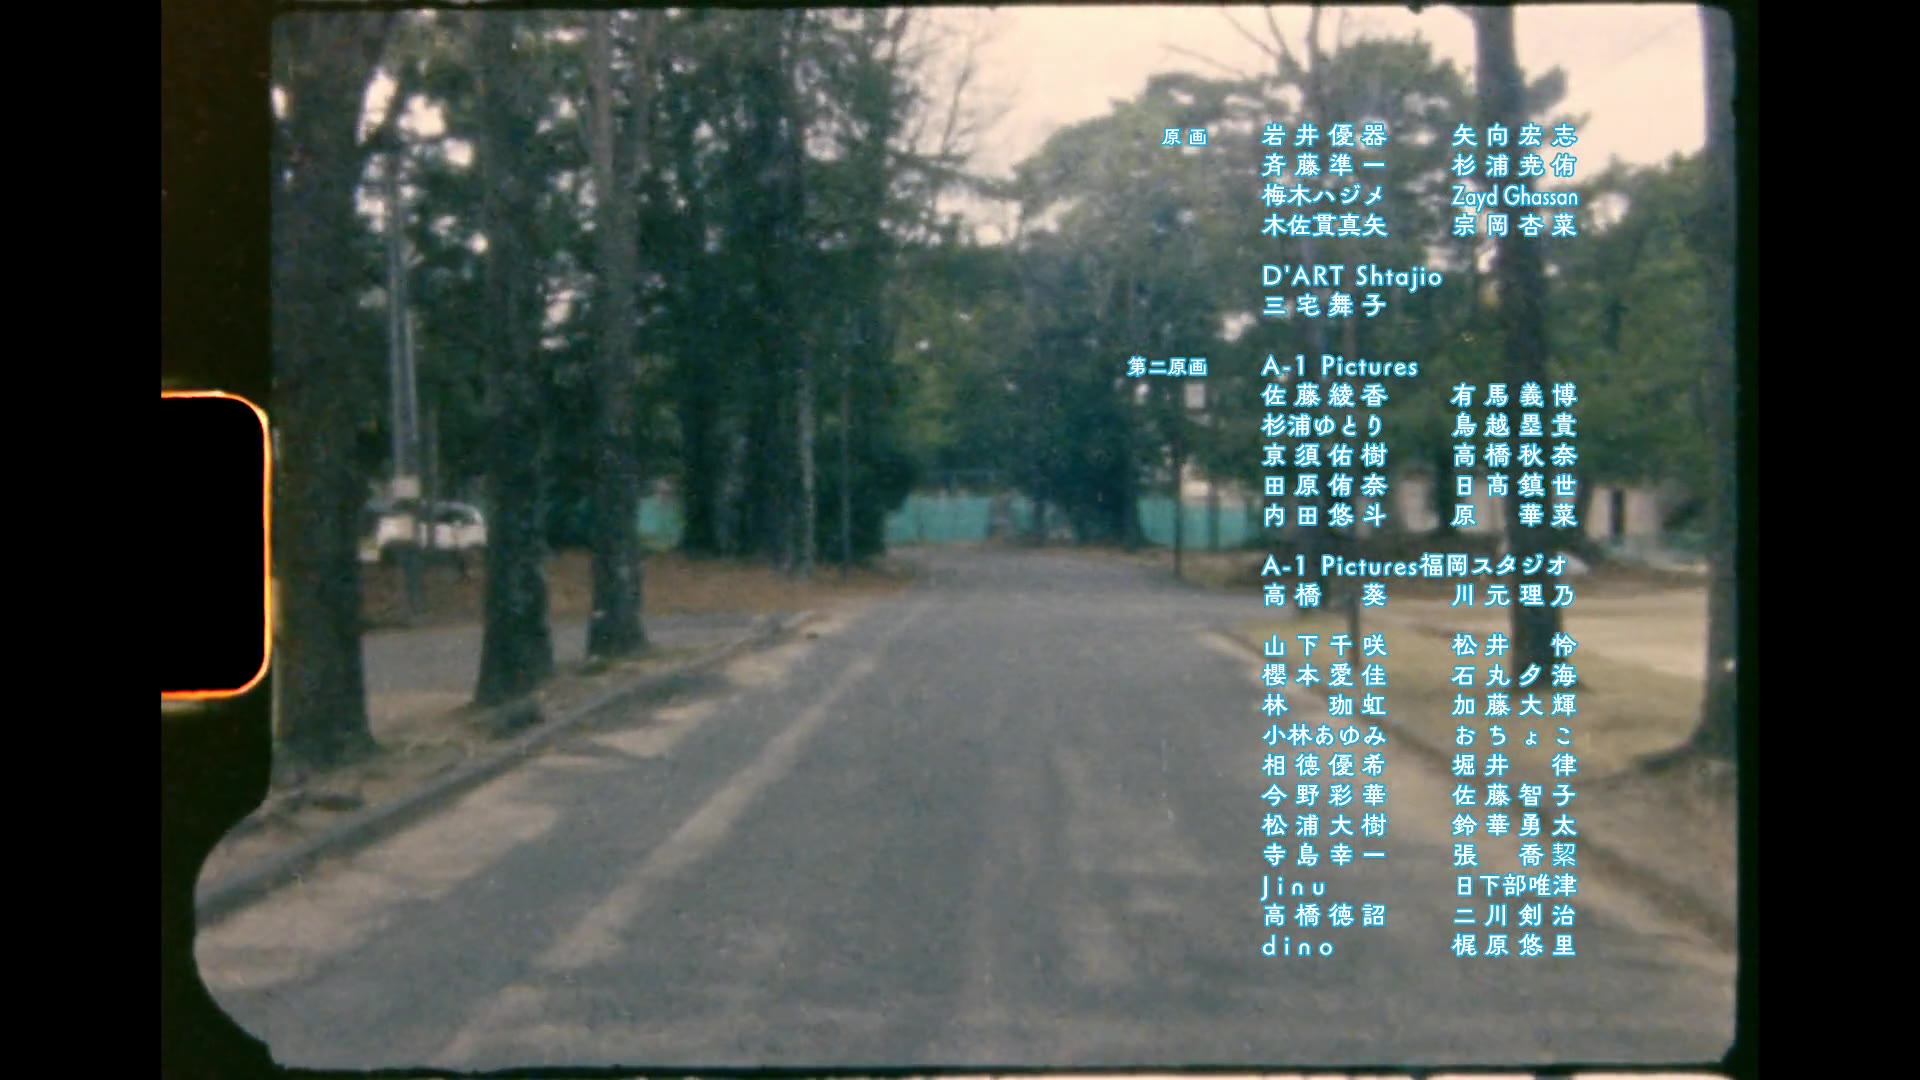 原画 岩井優器 矢向宏志
斉藤準一 杉浦尭侑
梅木ハジメ Zayd Ghassan
木佐貫真矢 宗岡杏菜
D'ART Shtajio
三宅舞子
第二原画 A-1 Pictures
佐藤綾香 有馬義博
杉浦ゆとり 鳥越塁貴
京須佑樹 高橋秋奈
田原侑奈 日髙鎮世
内田悠斗 原華菜
A-1 Pictures福岡スタジオ
高橋葵 川元理乃
山下千咲 松井怜
櫻本愛佳 石丸夕海
林珈虹 加藤大輝
小林あゆみ おちょこ
相徳優希 堀井律
今野彩華 佐藤智子
松浦大樹 鈴華勇太
寺島幸一 張喬絜
Jinu 日下部唯津
高橋徳詔 二川剣治
dino 梶原悠里